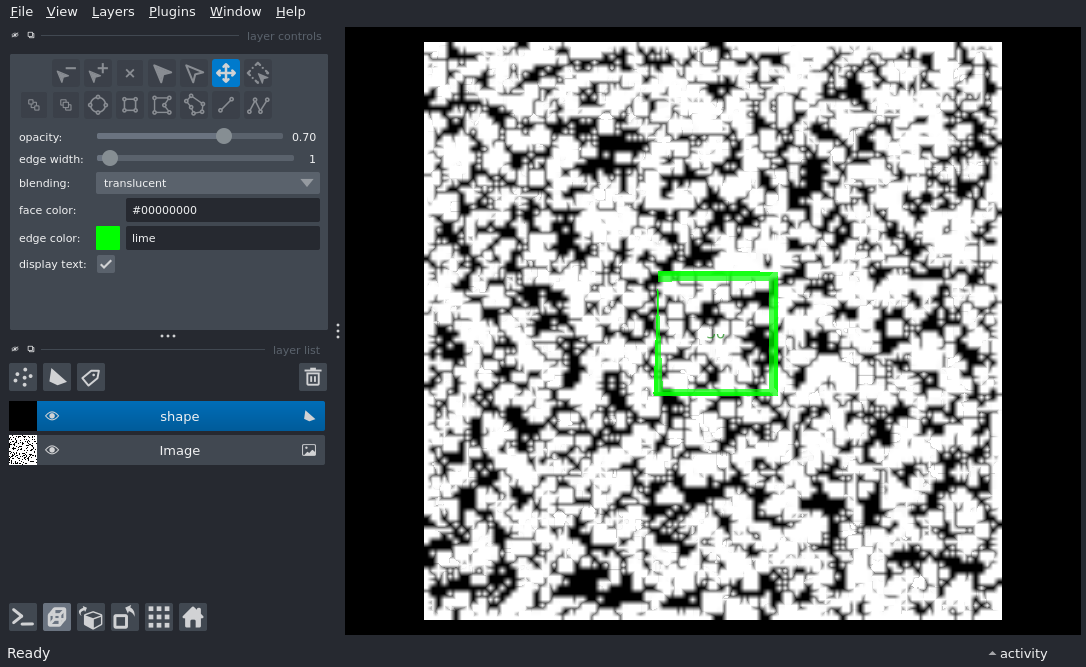 File View Layers Plugins Window Help
layer controls
opacity: 0.70
edge width: 1
blending: translucent
face color: #00000000
edge color: lime
display text:
layer list
shape
Image
Ready
activity